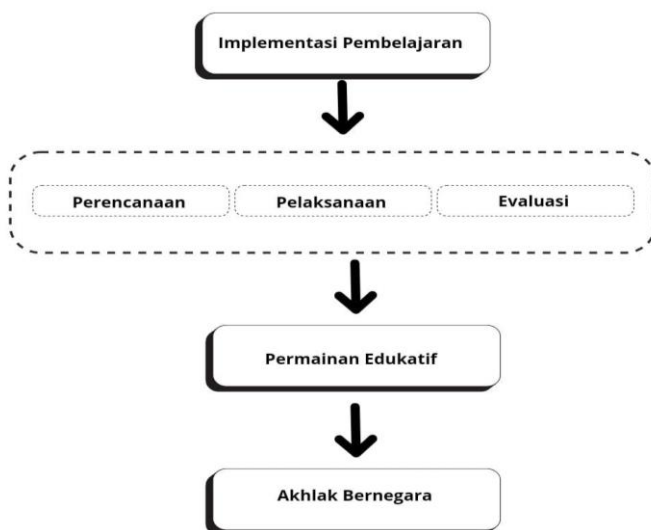 Implementasi Pembelajaran
Perencanaan
Pelaksanaan
Evaluasi
Permainan Edukatif
Akhlak Bernegara